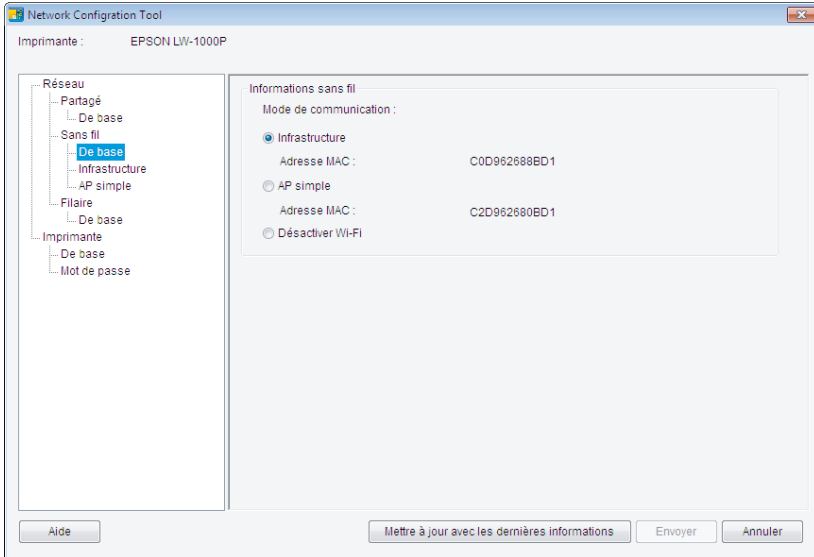 Network Configration Tool
Imprimante : EPSON LW-1000P
Réseau
Partagé
De base
Sans fil
De base
Infrastructure
AP simple
Filaire
De base
Imprimante
De base
Mot de passe
Informations sans fil
Mode de communication :
Infrastructure
Adresse MAC : C0D962688BD1
AP simple
Adresse MAC : C2D962680BD1
Désactiver Wi-Fi
Aide
Mettre à jour avec les dernières informations
Envoyer
Annuler